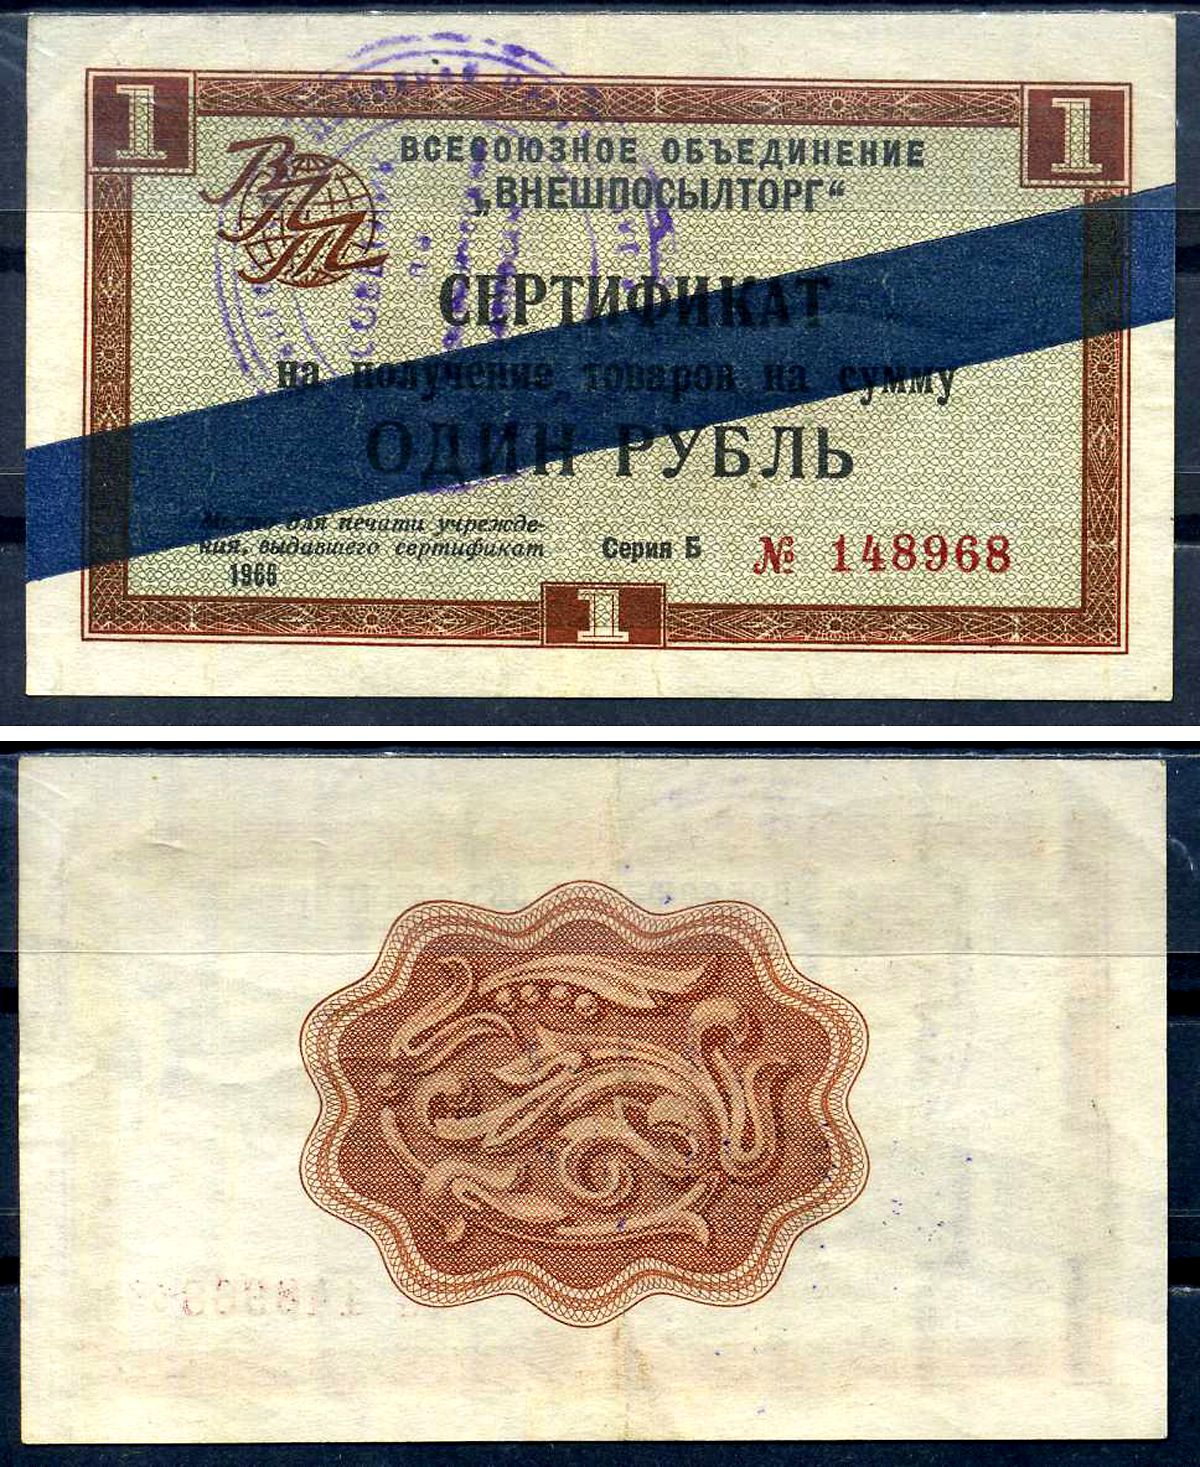 1 1
ВПТ
ВСЕСОЮЗНОЕ ОБЪЕДИНЕНИЕ
„ВНЕШПОСЫЛТОРГ“
СЕРТИФИКАТ
на получение товаров на сумму
ОДИН РУБЛЬ
Место для печати учрежде-
ния, выдавшего сертификат
1966
Серия Б № 148968
1